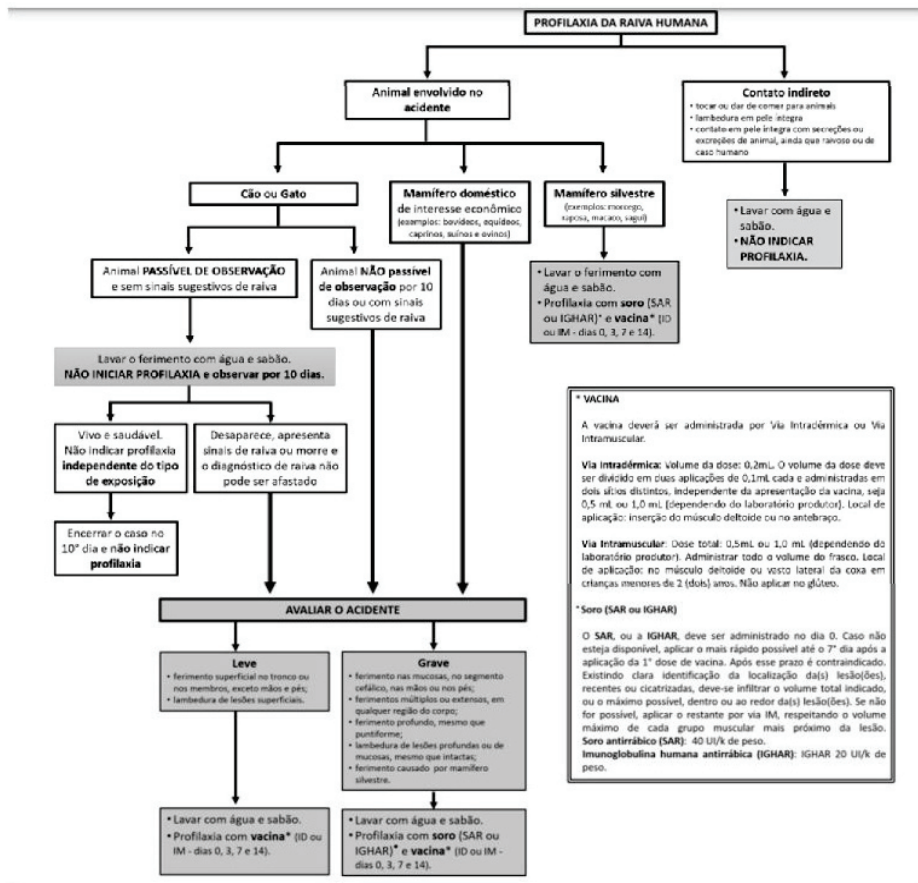 PROFILAXIA DA RAIVA HUMANA
Animal envolvido no
acidente
Contato indireto
• tocar ou dar de comer para animais
• lambedura em pele íntegra
• contato em pele íntegra com secreções ou
excreções de animal, ainda que raivoso ou de
caso humano
Cão ou Gato
Mamífero doméstico
de interesse econômico
(exemplos: bovídeos, equídeos,
caprinos, suínos e ovinos)
Mamífero silvestre
(exemplos: morcego,
raposa, macaco, sagui)
• Lavar com água e
sabão.
• NÃO INDICAR
PROFILAXIA.
Animal PASSÍVEL DE OBSERVAÇÃO
e sem sinais sugestivos de raiva
Animal NÃO passível
de observação por 10
dias ou com sinais
sugestivos de raiva
• Lavar o ferimento com
água e sabão.
• Profilaxia com soro (SAR
ou IGHAR)* e vacina* (ID
ou IM - dias 0, 3, 7 e 14).
Lavar o ferimento com água e sabão.
NÃO INICIAR PROFILAXIA e observar por 10 dias.
Vivo e saudável.
Não indicar profilaxia
independente do tipo
de exposição
Desaparece, apresenta
sinais de raiva ou morre e
o diagnóstico de raiva não
pode ser afastado
Encerrar o caso no
10° dia e não indicar
profilaxia
AVALIAR O ACIDENTE
Leve
• ferimento superficial no tronco ou
nos membros, exceto mãos e pés;
• lambedura de lesões superficiais.
Grave
• ferimento nas mucosas, no segmento
cefálico, nas mãos ou nos pés;
• ferimentos múltiplos ou extensos, em
qualquer região do corpo;
• ferimento profundo, mesmo que
puntiforme;
• lambedura de lesões profundas ou de
mucosas, mesmo que intactas;
• ferimento causado por mamífero
silvestre.
• Lavar com água e sabão.
• Profilaxia com vacina* (ID ou
IM - dias 0, 3, 7 e 14).
• Lavar com água e sabão.
• Profilaxia com soro (SAR ou
IGHAR)* e vacina* (ID ou IM -
dias 0, 3, 7 e 14).
* VACINA
A vacina deverá ser administrada por Via Intradérmica ou Via
Intramuscular.
Via Intradérmica: Volume da dose: 0,2mL. O volume da dose deve
ser dividido em duas aplicações de 0,1mL cada e administradas em
dois sítios distintos, independente da apresentação da vacina, seja
0,5 mL ou 1,0 mL (dependendo do laboratório produtor). Local de
aplicação: inserção do músculo deltoide ou no antebraço.
Via Intramuscular: Dose total: 0,5mL ou 1,0 mL (dependendo do
laboratório produtor). Administrar todo o volume do frasco. Local
de aplicação: no músculo deltoide ou vasto lateral da coxa em
crianças menores de 2 (dois) anos. Não aplicar no glúteo.
* Soro (SAR ou IGHAR)
O SAR, ou a IGHAR, deve ser administrado no dia 0. Caso não
esteja disponível, aplicar o mais rápido possível até o 7° dia após a
aplicação da 1° dose de vacina. Após esse prazo é contraindicado.
Existindo clara identificação da localização da(s) lesão(ões),
recentes ou cicatrizadas, deve-se infiltrar o volume total indicado,
ou o máximo possível, dentro ou ao redor da(s) lesão(ões). Se não
for possível, aplicar o restante por via IM, respeitando o volume
máximo de cada grupo muscular mais próximo da lesão.
Soro antirrábico (SAR): 40 UI/k de peso.
Imunoglobulina humana antirrábica (IGHAR): IGHAR 20 UI/k de
peso.